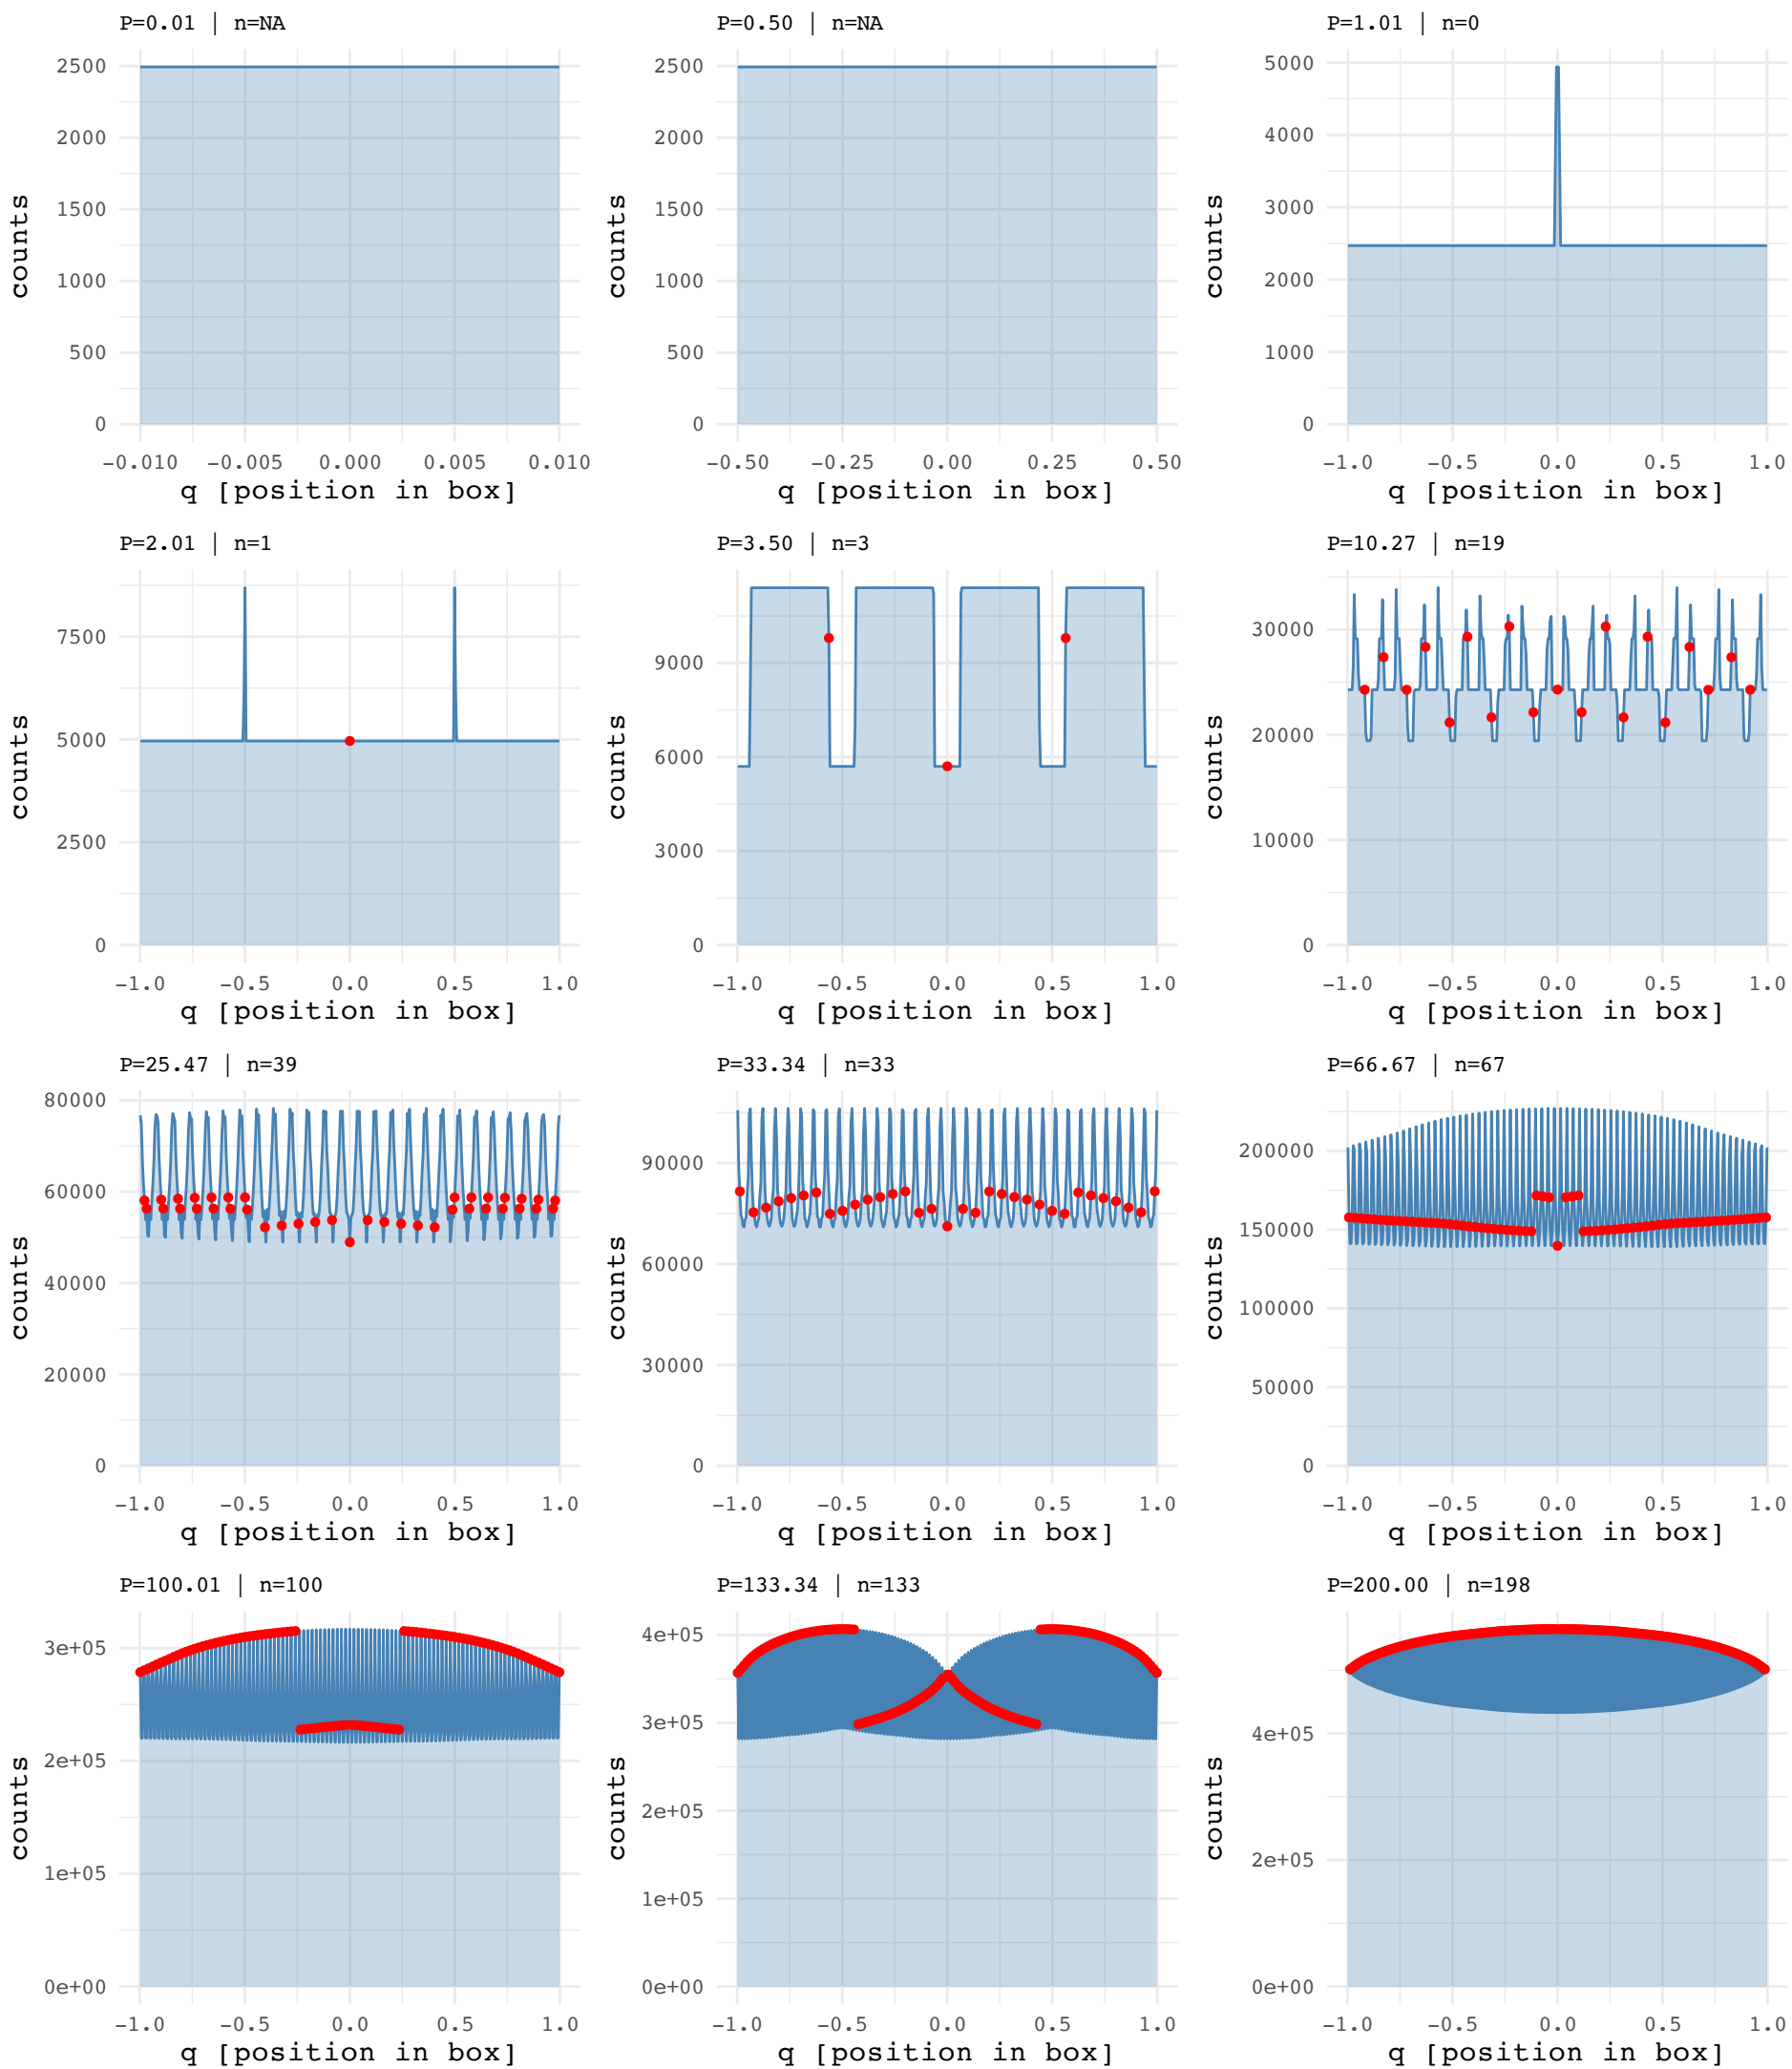 P=0.01 | n=NA
counts
2500
2000
1500
1000
500
0
-0.010 -0.005 0.000 0.005 0.010
q [position in box]
P=0.50 | n=NA
counts
2500
2000
1500
1000
500
0
-0.50 -0.25 0.00 0.25 0.50
q [position in box]
P=1.01 | n=0
counts
5000
4000
3000
2000
1000
0
-1.0 -0.5 0.0 0.5 1.0
q [position in box]
P=2.01 | n=1
counts
7500
5000
2500
0
-1.0 -0.5 0.0 0.5 1.0
q [position in box]
P=3.50 | n=3
counts
9000
6000
3000
0
-1.0 -0.5 0.0 0.5 1.0
q [position in box]
P=10.27 | n=19
counts
30000
20000
10000
0
-1.0 -0.5 0.0 0.5 1.0
q [position in box]
P=25.47 | n=39
counts
80000
60000
40000
20000
0
-1.0 -0.5 0.0 0.5 1.0
q [position in box]
P=33.34 | n=33
counts
90000
60000
30000
0
-1.0 -0.5 0.0 0.5 1.0
q [position in box]
P=66.67 | n=67
counts
200000
150000
100000
50000
0
-1.0 -0.5 0.0 0.5 1.0
q [position in box]
P=100.01 | n=100
counts
3e+05
2e+05
1e+05
0e+00
-1.0 -0.5 0.0 0.5 1.0
q [position in box]
P=133.34 | n=133
counts
4e+05
3e+05
2e+05
1e+05
0e+00
-1.0 -0.5 0.0 0.5 1.0
q [position in box]
P=200.00 | n=198
counts
4e+05
2e+05
0e+00
-1.0 -0.5 0.0 0.5 1.0
q [position in box]